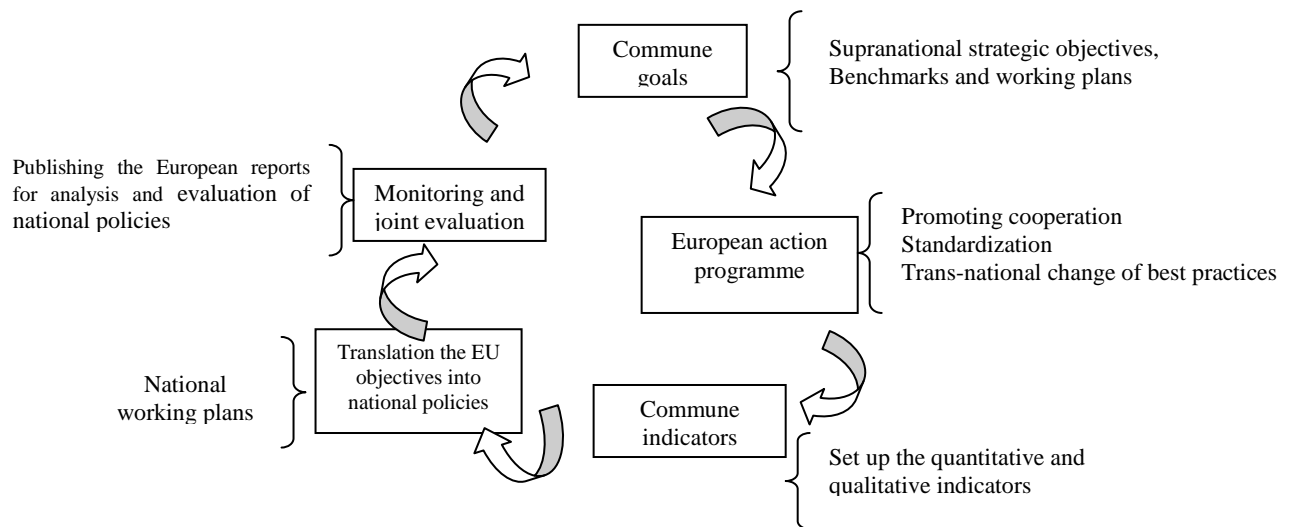 Commune
goals
Supranational strategic objectives,
Benchmarks and working plans
European action
programme
Promoting cooperation
Standardization
Trans-national change of best practices
Commune
indicators
Set up the quantitative and
qualitative indicators
Translation the EU
objectives into
national policies
National
working plans
Monitoring and
joint evaluation
Publishing the European reports
for analysis and evaluation of
national policies